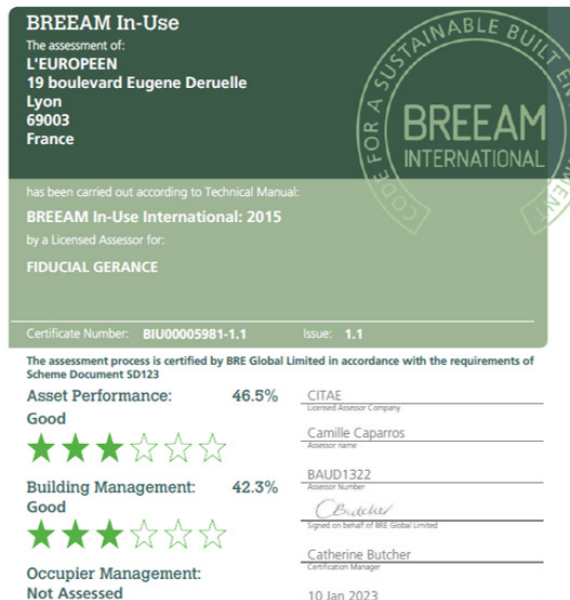 BREEAM In-Use
The assessment of:
L'EUROPEEN
19 boulevard Eugene Deruelle
Lyon
69003
France
CODE FOR A SUSTAINABLE BUILT ENVIRONMENT
BREEAM
INTERNATIONAL
has been carried out according to Technical Manual:
BREEAM In-Use International: 2015
by a Licensed Assessor for:
FIDUCIAL GERANCE
Certificate Number: BIU00005981-1.1 Issue: 1.1
The assessment process is certified by BRE Global Limited in accordance with the requirements of
Scheme Document SD123
Asset Performance: 46.5%
Good
Building Management: 42.3%
Good
Occupier Management:
Not Assessed
CITAE
Licensed Assessor Company
Camille Caparros
Assessor name
BAUD1322
Assessor Number
CButcher
Signed on behalf of BRE Global Limited
Catherine Butcher
Certification Manager
10 Jan 2023